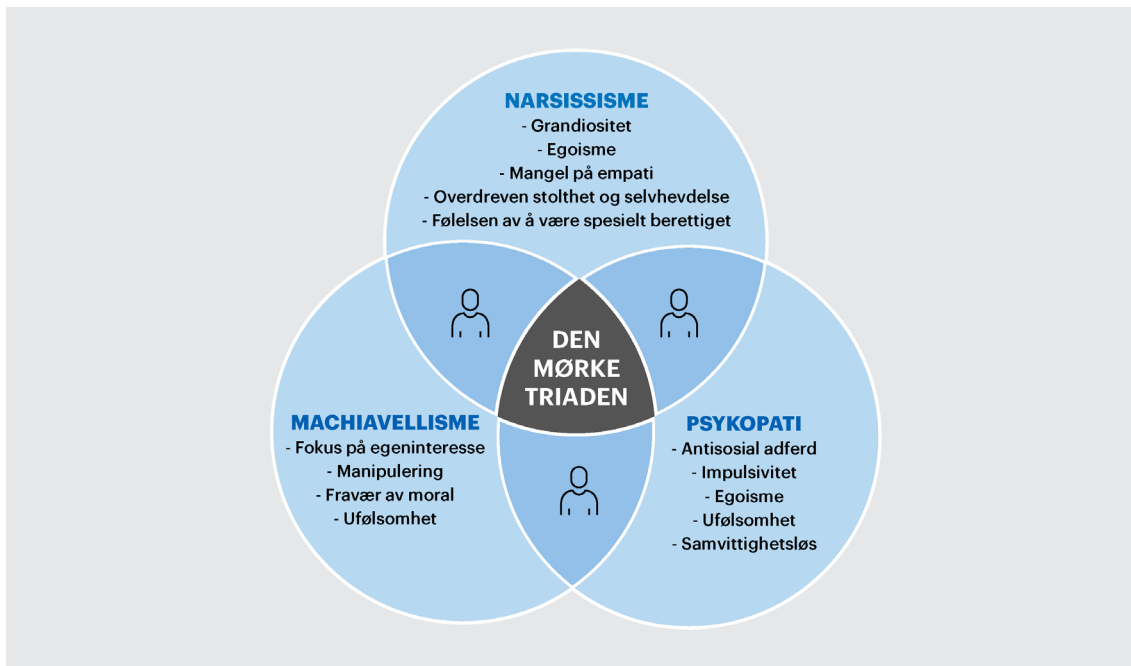 NARSISSISME
- Grandiositet
- Egoisme
- Mangel på empati
- Overdreven stolthet og selvhevdelse
- Følelsen av å være spesielt berettiget
DEN
MØRKE
TRIADEN
MACHIAVELLISME
- Fokus på egeninteresse
- Manipulering
- Fravær av moral
- Ufølsomhet
PSYKOPATI
- Antisosial adferd
- Impulsivitet
- Egoisme
- Ufølsomhet
- Samvittighetsløs